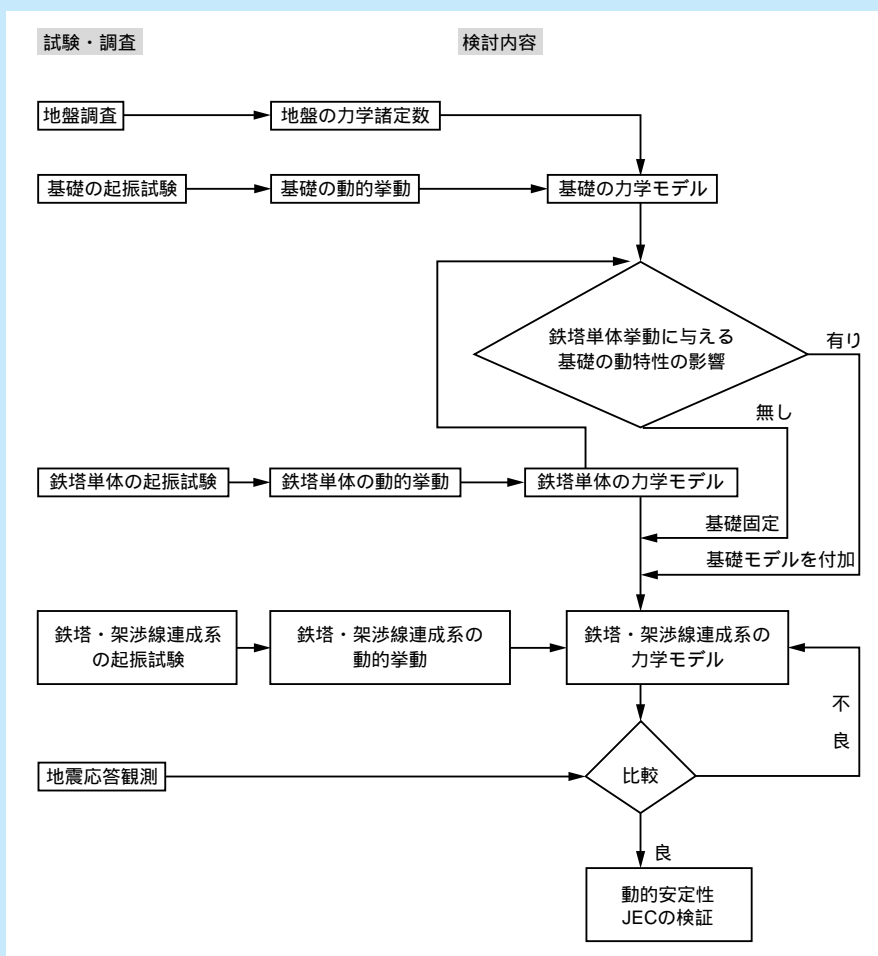 試験・調査
検討内容
地盤調査
地盤の力学諸定数
基礎の起振試験
基礎の動的挙動
基礎の力学モデル
鉄塔単体挙動に与える
基礎の動特性の影響
有り
無し
鉄塔単体の起振試験
鉄塔単体の動的挙動
鉄塔単体の力学モデル
基礎固定
基礎モデルを付加
鉄塔・架渉線連成系
の起振試験
鉄塔・架渉線連成系の
動的挙動
鉄塔・架渉線連成系の
力学モデル
不
良
地震応答観測
比較
良
動的安定性
JECの検証